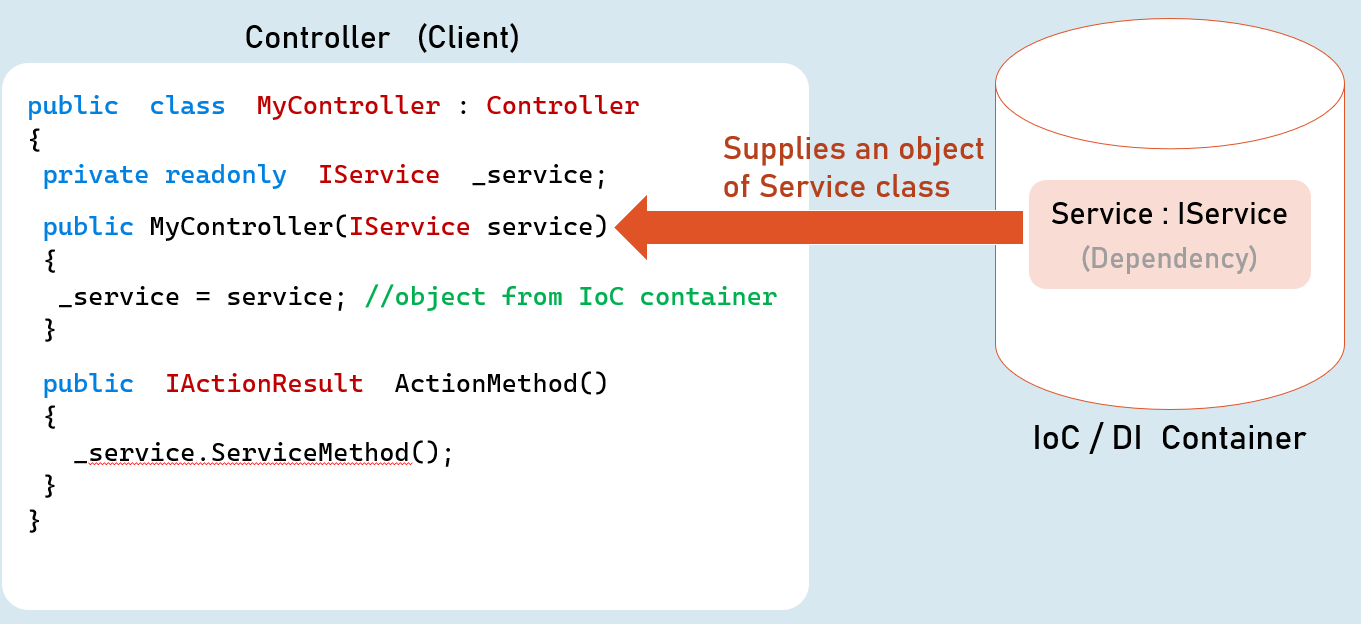 Controller (Client)
public class MyController : Controller
{
private readonly IService _service;
public MyController(IService service)
{
_service = service; //object from IoC container
}
public IActionResult ActionMethod()
{
_service.ServiceMethod();
}
}
Supplies an object
of Service class
Service : IService
(Dependency)
IoC / DI Container